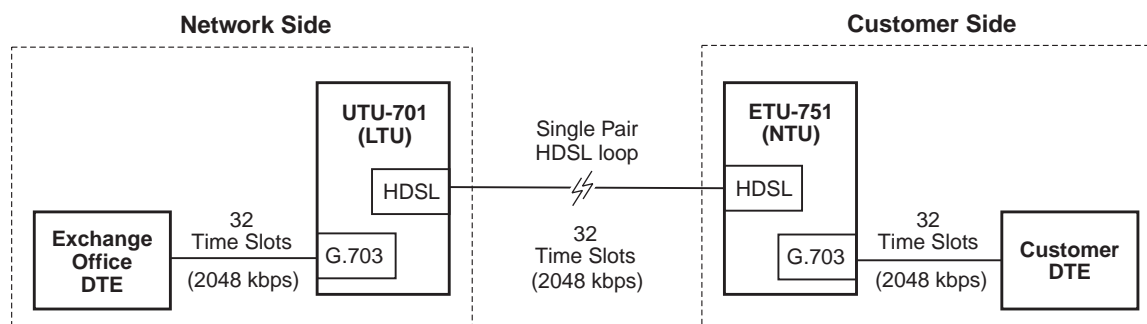 Network Side
Customer Side
UTU-701
(LTU)
HDSL
G.703
Exchange
Office
DTE
32
Time Slots
(2048 kbps)
Single Pair
HDSL loop
32
Time Slots
(2048 kbps)
ETU-751
(NTU)
HDSL
G.703
32
Time Slots
(2048 kbps)
Customer
DTE